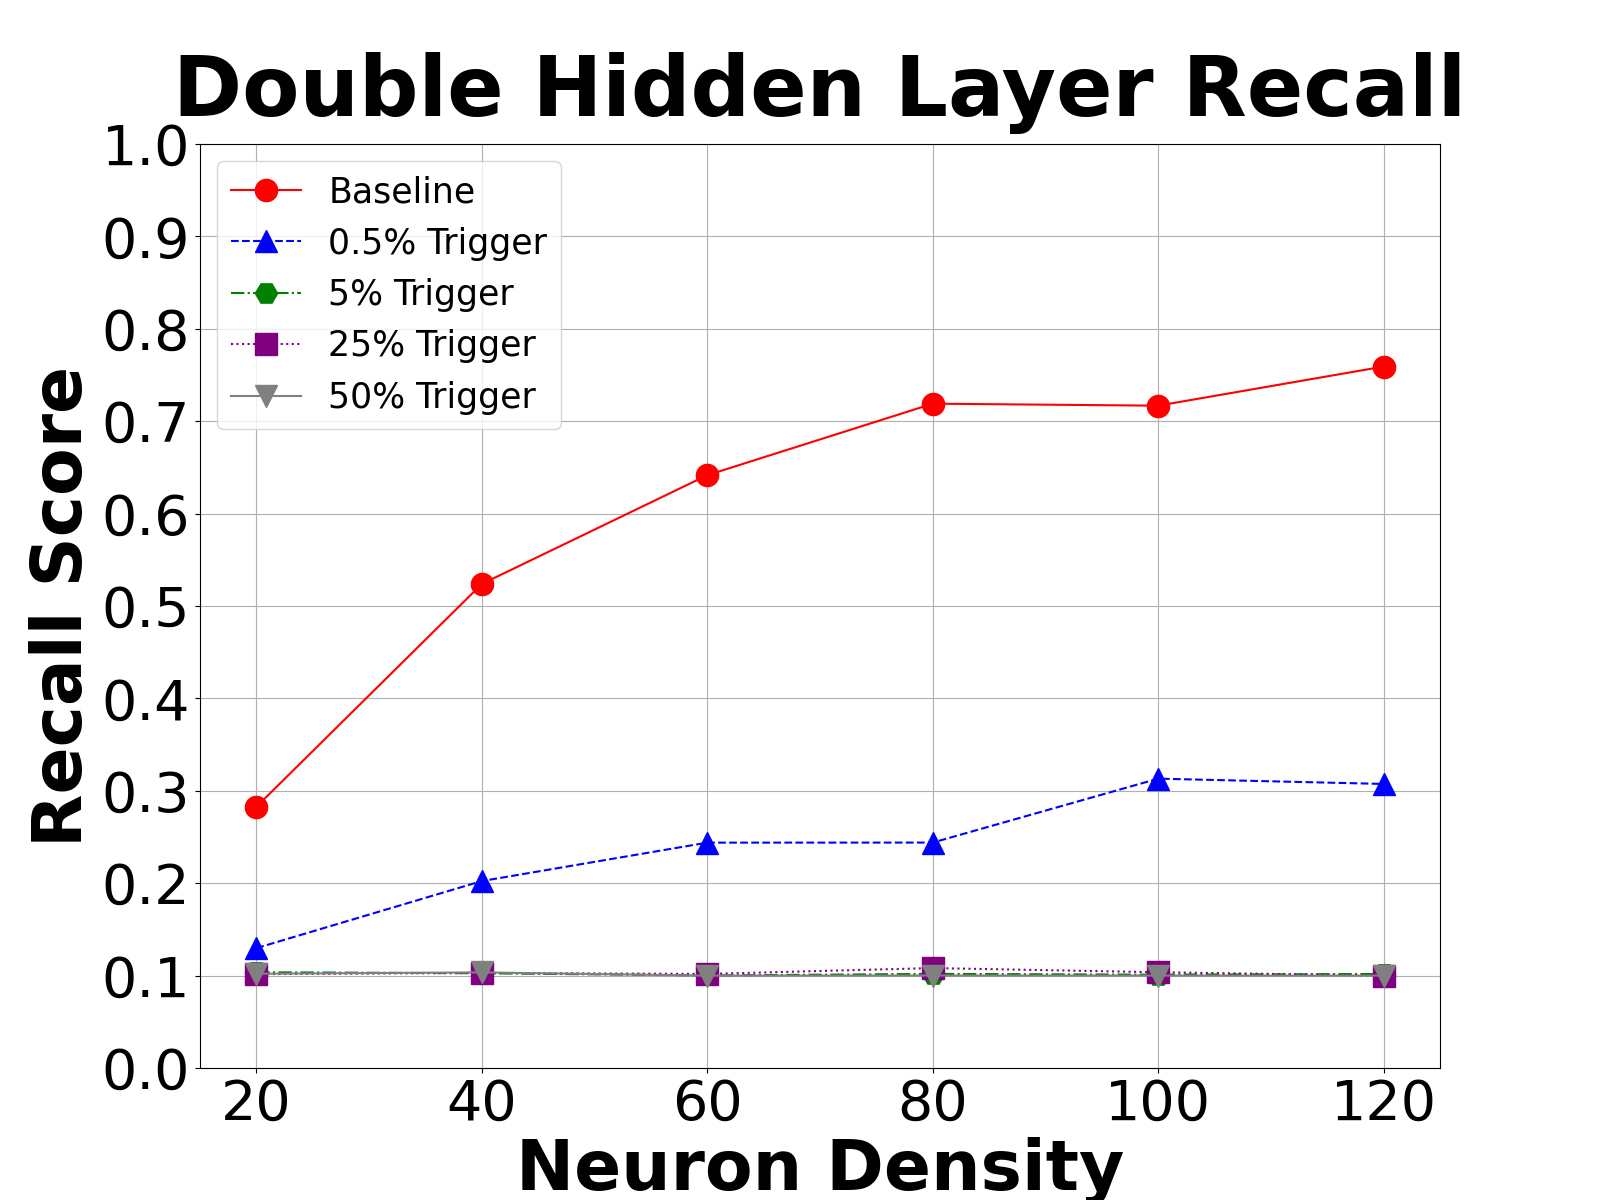 Double Hidden Layer Recall
1.0
0.9
0.8
0.7
0.6
0.5
0.4
0.3
0.2
0.1
0.0
Recall Score
Baseline
0.5% Trigger
5% Trigger
25% Trigger
50% Trigger
20 40 60 80 100 120
Neuron Density